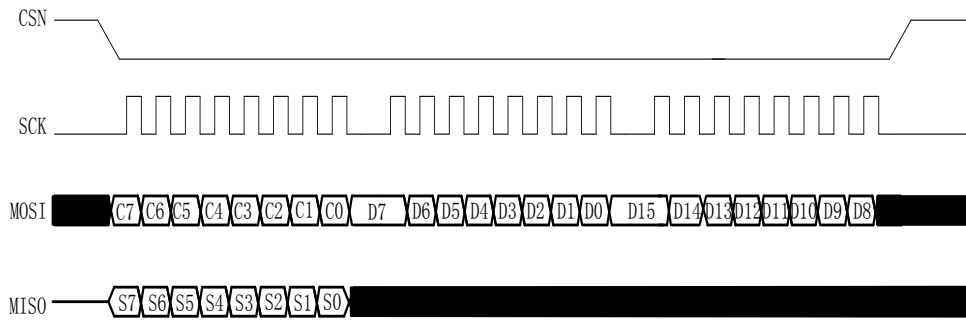 CSN
SCK
MOSI C7 C6 C5 C4 C3 C2 C1 C0 D7 D6 D5 D4 D3 D2 D1 D0 D15 D14 D13 D12 D11 D10 D9 D8
MISO S7 S6 S5 S4 S3 S2 S1 S0